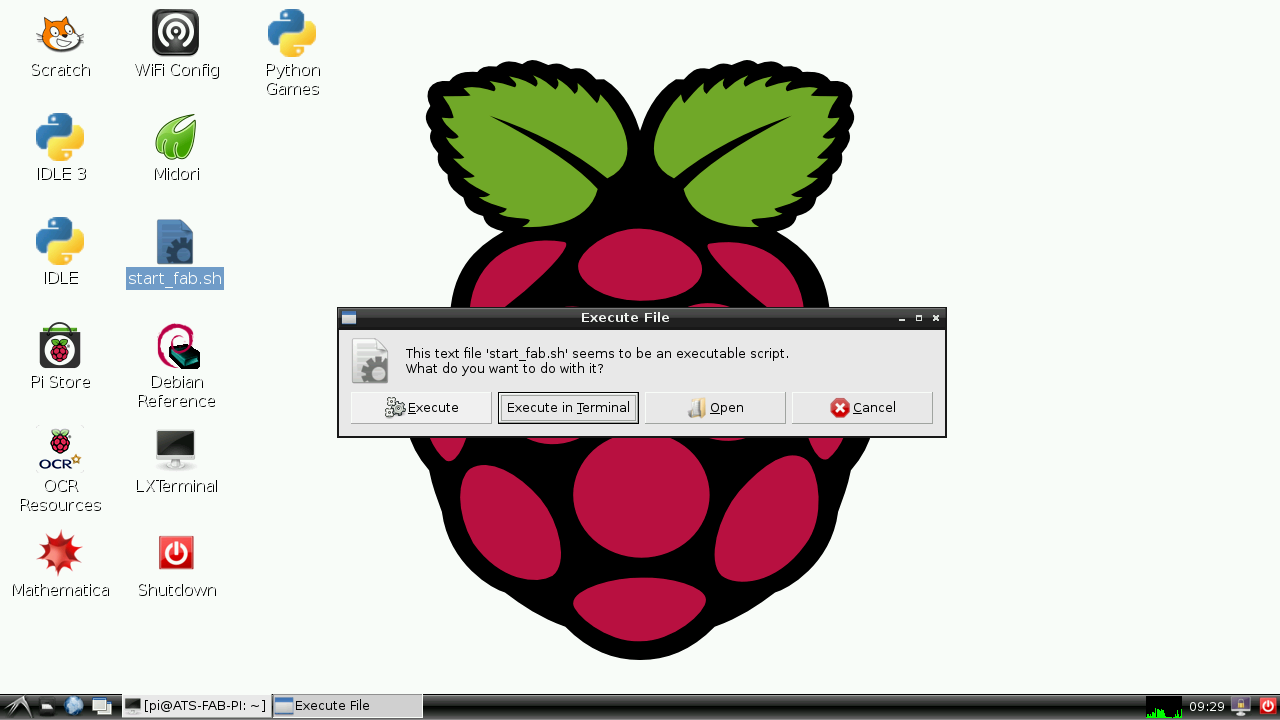 Scratch
WiFi Config
Python
Games
IDLE 3
Midori
IDLE
start_fab.sh
Pi Store
Debian
Reference
OCR
OCR
Resources
LXTerminal
Mathematica
Shutdown
Execute File
This text file 'start_fab.sh' seems to be an executable script.
What do you want to do with it?
Execute
Execute in Terminal
Open
Cancel
[pi@ATS-FAB-PI: ~]
Execute File
09:29